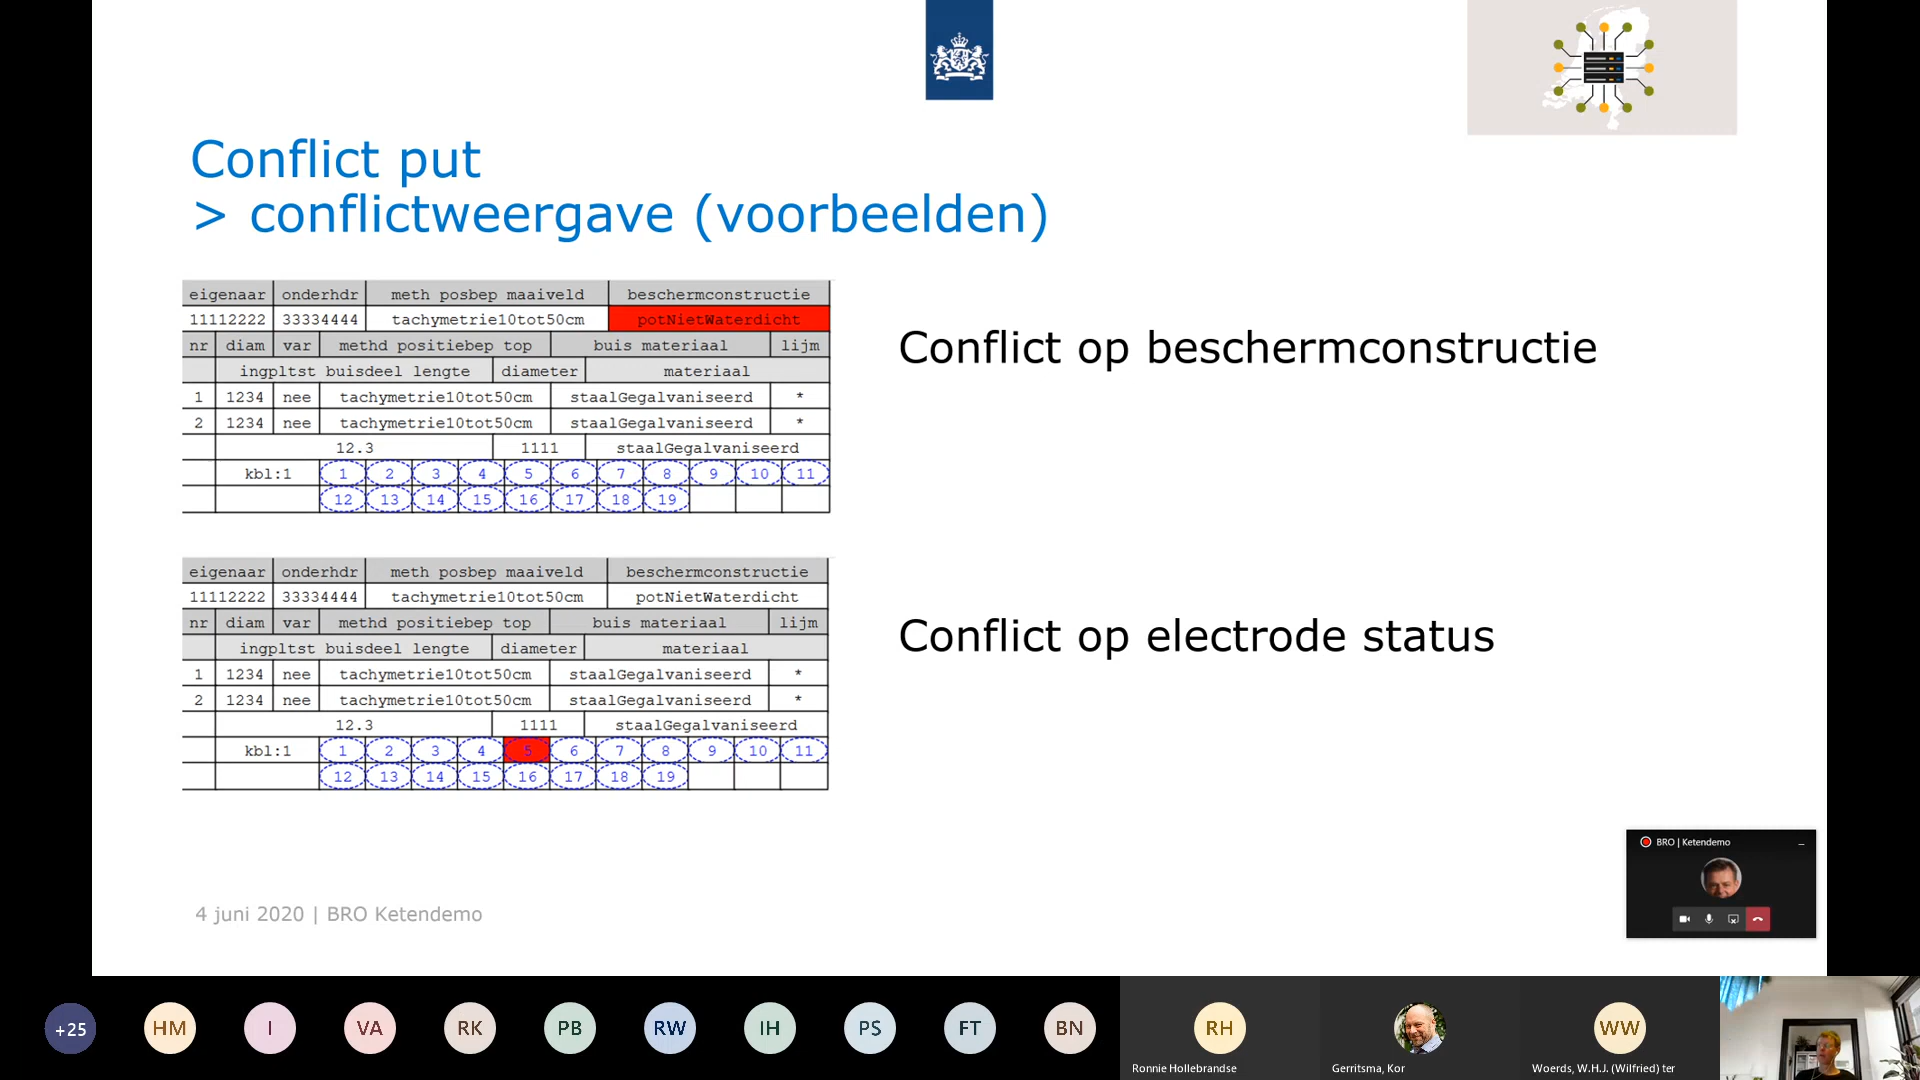 Conflict put
> conflictweergave (voorbeelden)
eigenaar onderhdr meth posbep maaiveld beschermconstructie
11112222 33334444 tachymetrie10tot50cm potNietWaterdicht
nr diam var methd positiebep top buis materiaal lijm
ingpltst buisdeel lengte diameter materiaal
1 1234 nee tachymetrie10tot50cm staalGegalvaniseerd *
2 1234 nee tachymetrie10tot50cm staalGegalvaniseerd *
12.3 1111 staalGegalvaniseerd
kbl:1 1 2 3 4 5 6 7 8 9 10 11
12 13 14 15 16 17 18 19
Conflict op beschermconstructie
eigenaar onderhdr meth posbep maaiveld beschermconstructie
11112222 33334444 tachymetrie10tot50cm potNietWaterdicht
nr diam var methd positiebep top buis materiaal lijm
ingpltst buisdeel lengte diameter materiaal
1 1234 nee tachymetrie10tot50cm staalGegalvaniseerd *
2 1234 nee tachymetrie10tot50cm staalGegalvaniseerd *
12.3 1111 staalGegalvaniseerd
kbl:1 1 2 3 4 5 6 7 8 9 10 11
12 13 14 15 16 17 18 19
Conflict op electrode status
BRO | Ketendemo
4 juni 2020 | BRO Ketendemo
+25 HM I VA RK PB RW IH PS FT BN RH WW
Ronnie Hollebrandse Gerritsma, Kor Woerds, W.H.J. (Wilfried) ter